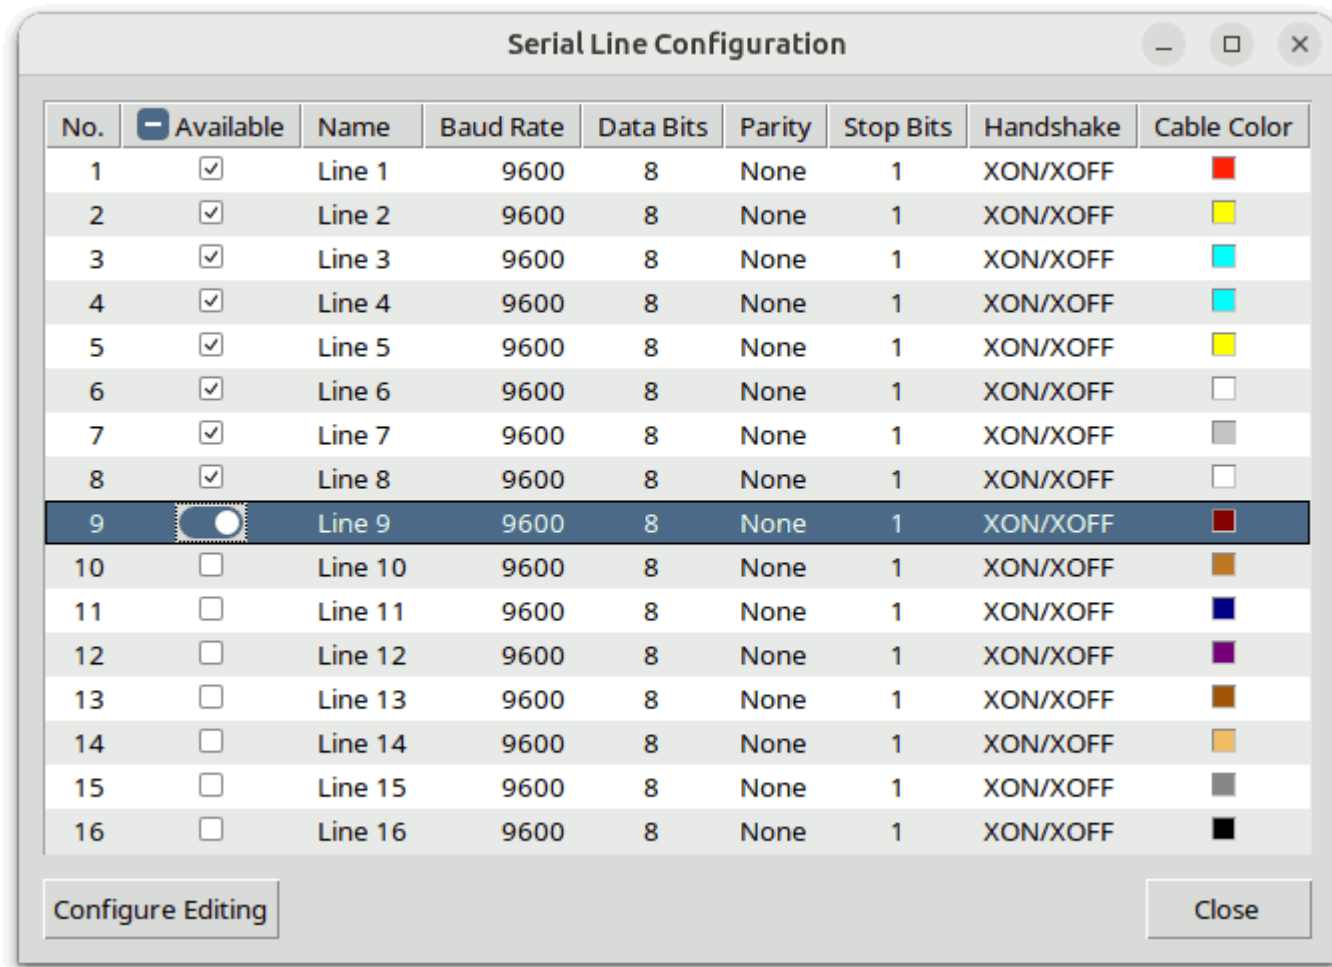 Serial Line Configuration
No. Available Name Baud Rate Data Bits Parity Stop Bits Handshake Cable Color
1 Line 1 9600 8 None 1 XON/XOFF
2 Line 2 9600 8 None 1 XON/XOFF
3 Line 3 9600 8 None 1 XON/XOFF
4 Line 4 9600 8 None 1 XON/XOFF
5 Line 5 9600 8 None 1 XON/XOFF
6 Line 6 9600 8 None 1 XON/XOFF
7 Line 7 9600 8 None 1 XON/XOFF
8 Line 8 9600 8 None 1 XON/XOFF
9 Line 9 9600 8 None 1 XON/XOFF
10 Line 10 9600 8 None 1 XON/XOFF
11 Line 11 9600 8 None 1 XON/XOFF
12 Line 12 9600 8 None 1 XON/XOFF
13 Line 13 9600 8 None 1 XON/XOFF
14 Line 14 9600 8 None 1 XON/XOFF
15 Line 15 9600 8 None 1 XON/XOFF
16 Line 16 9600 8 None 1 XON/XOFF
Configure Editing Close